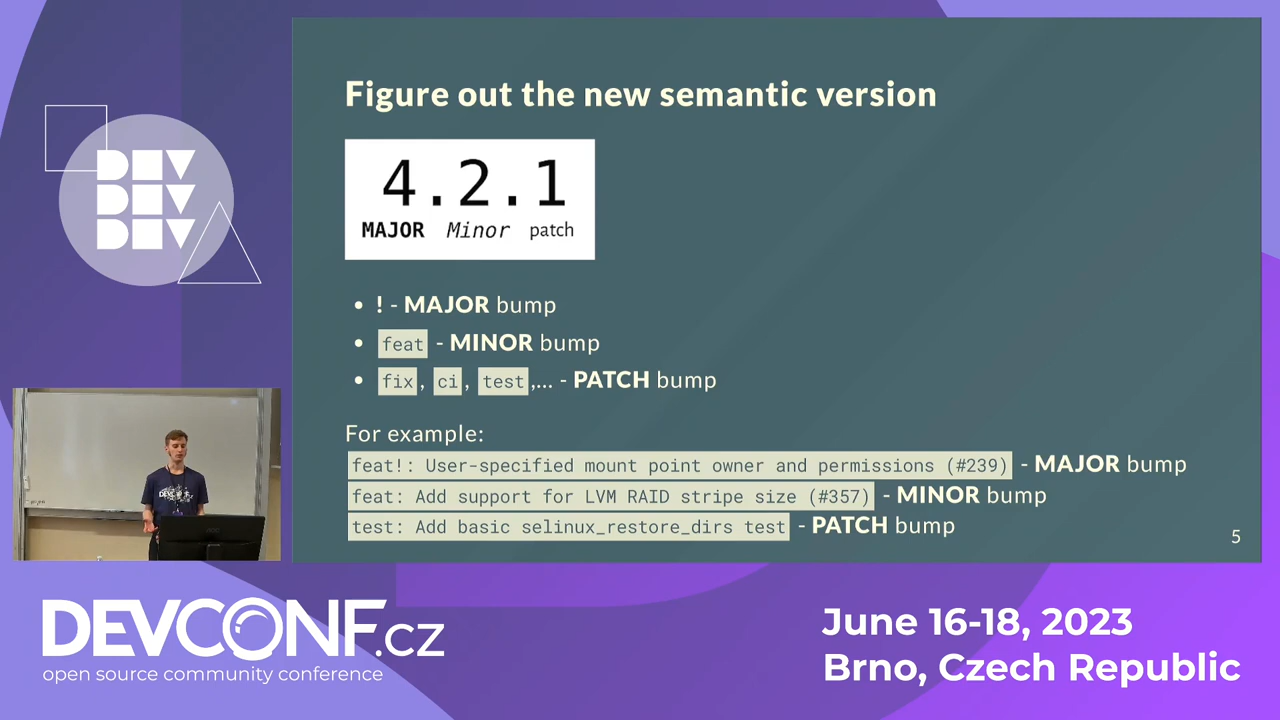 DEV
DEV
DEV
Figure out the new semantic version
4.2.1
MAJOR Minor patch
• ! - MAJOR bump
• feat - MINOR bump
• fix, ci, test,... - PATCH bump
For example:
feat!: User-specified mount point owner and permissions (#239) - MAJOR bump
feat: Add support for LVM RAID stripe size (#357) - MINOR bump
test: Add basic selinux_restore_dirs test - PATCH bump
5
DEVCONF.cz
open source community conference
June 16-18, 2023
Brno, Czech Republic